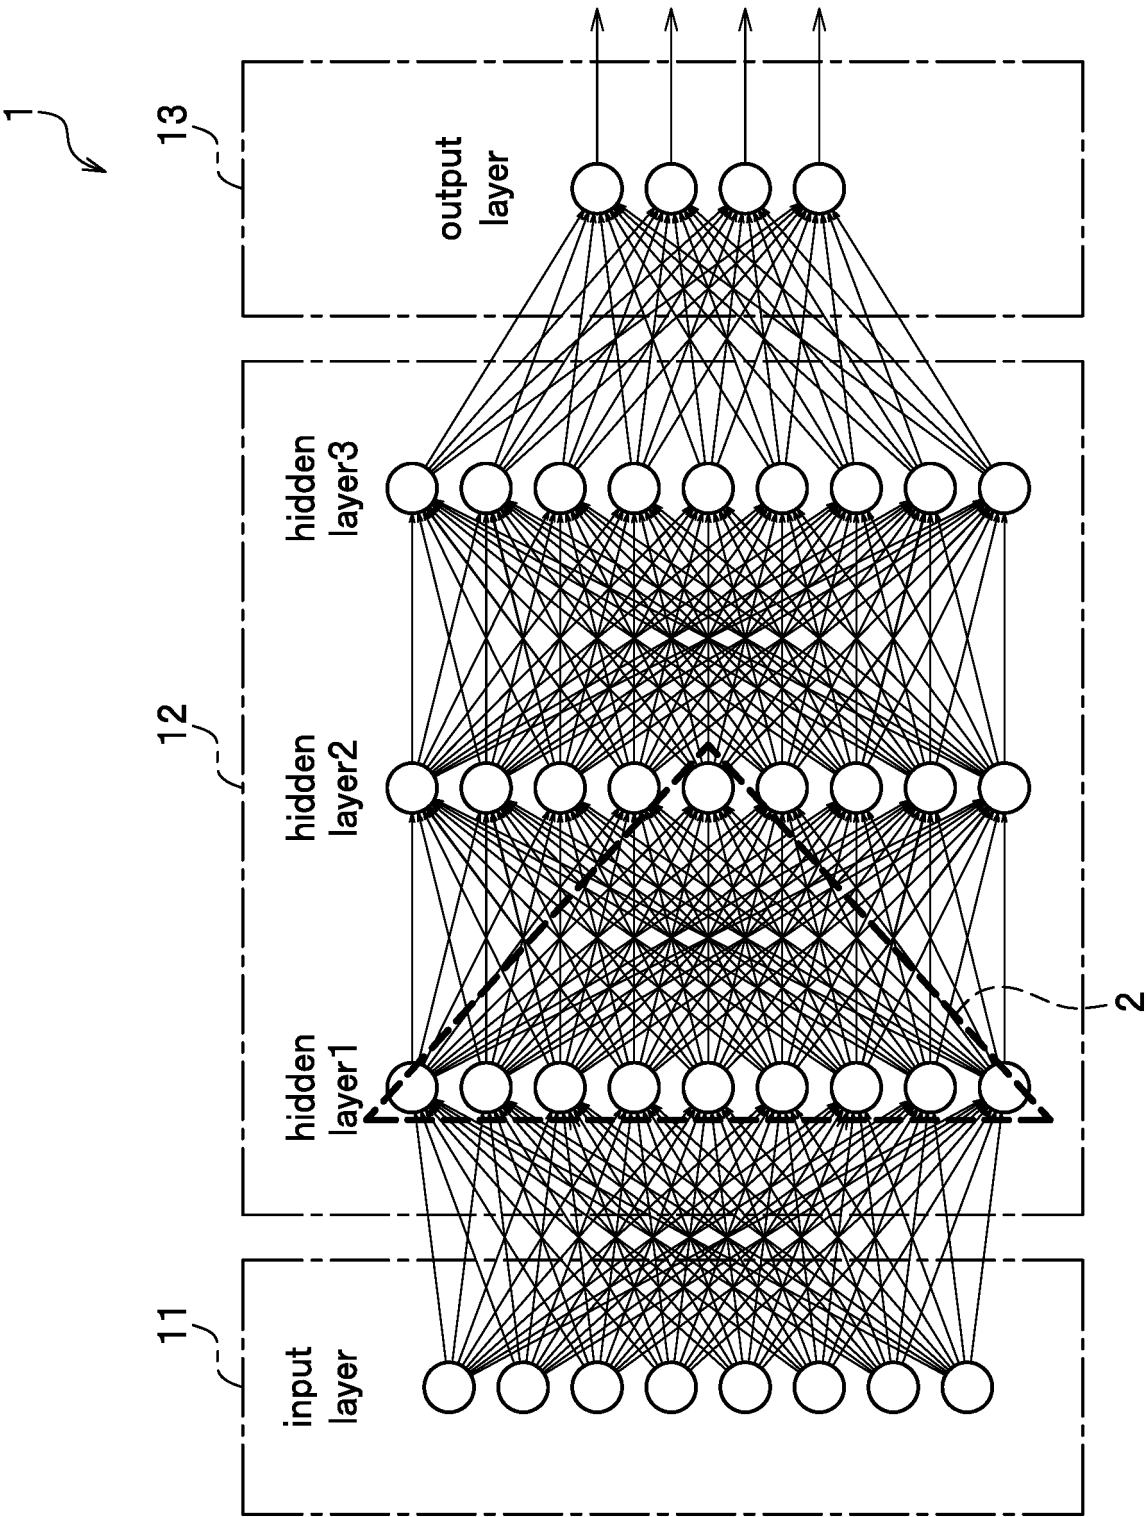 1
11
12
13
input
layer
hidden
layer1
hidden
layer2
hidden
layer3
output
layer
2